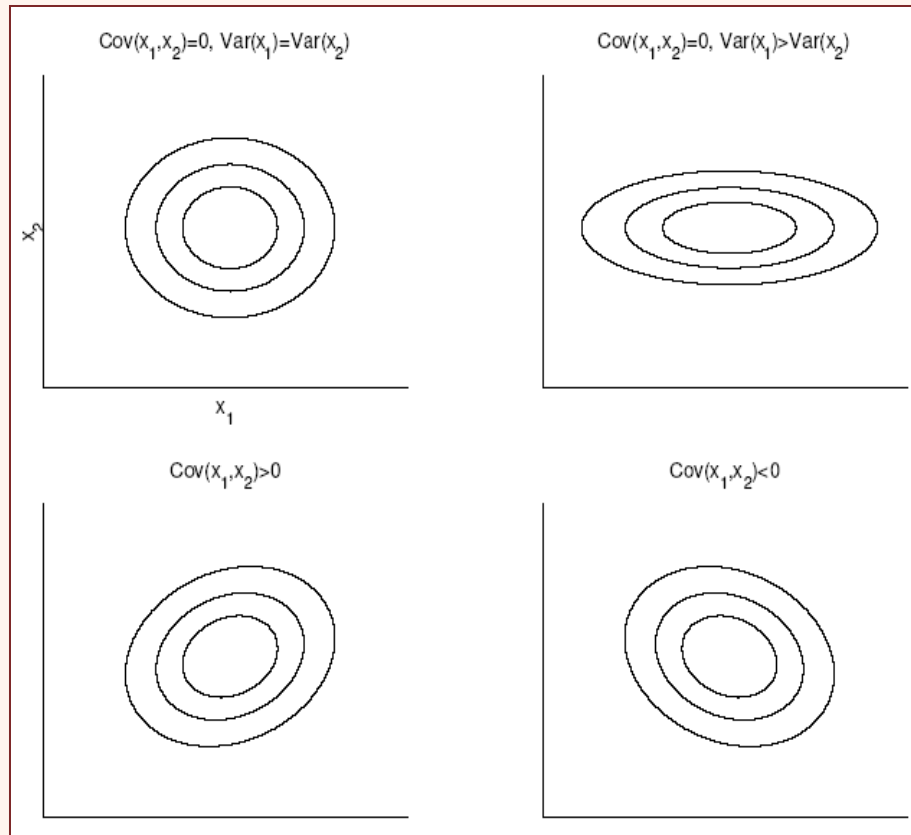 Cov(x₁,x₂)=0, Var(x₁)=Var(x₂)
Cov(x₁,x₂)=0, Var(x₁)>Var(x₂)
x₂
x₁
Cov(x₁,x₂)>0
Cov(x₁,x₂)<0